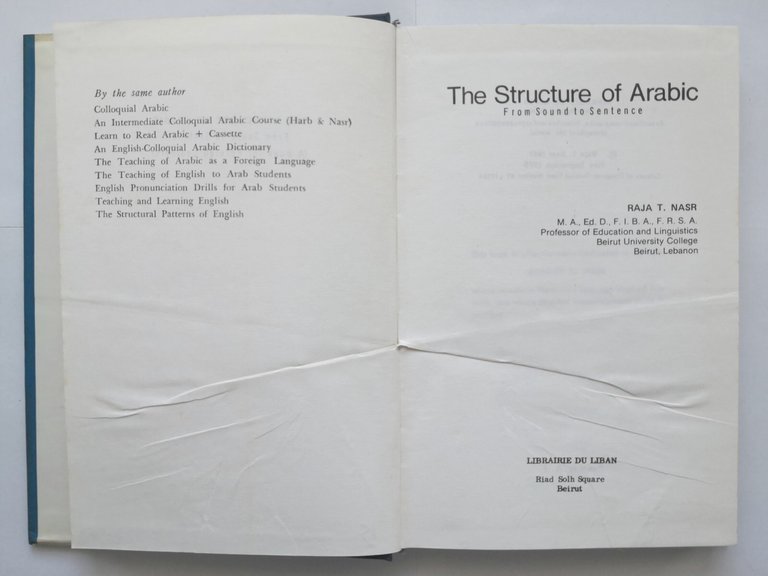 By the same author
Colloquial Arabic
An Intermediate Colloquial Arabic Course (Harb & Nasr)
Learn to Read Arabic + Cassette
An English-Colloquial Arabic Dictionary
The Teaching of Arabic as a Foreign Language
The Teaching of English to Arab Students
English Pronunciation Drills for Arab Students
Teaching and Learning English
The Structural Patterns of English
The Structure of Arabic
From Sound to Sentence
RAJA T. NASR
M. A., Ed. D., F. I. B. A., F. R. S. A.
Professor of Education and Linguistics
Beirut University College
Beirut, Lebanon
LIBRAIRIE DU LIBAN
Riad Solh Square
Beirut